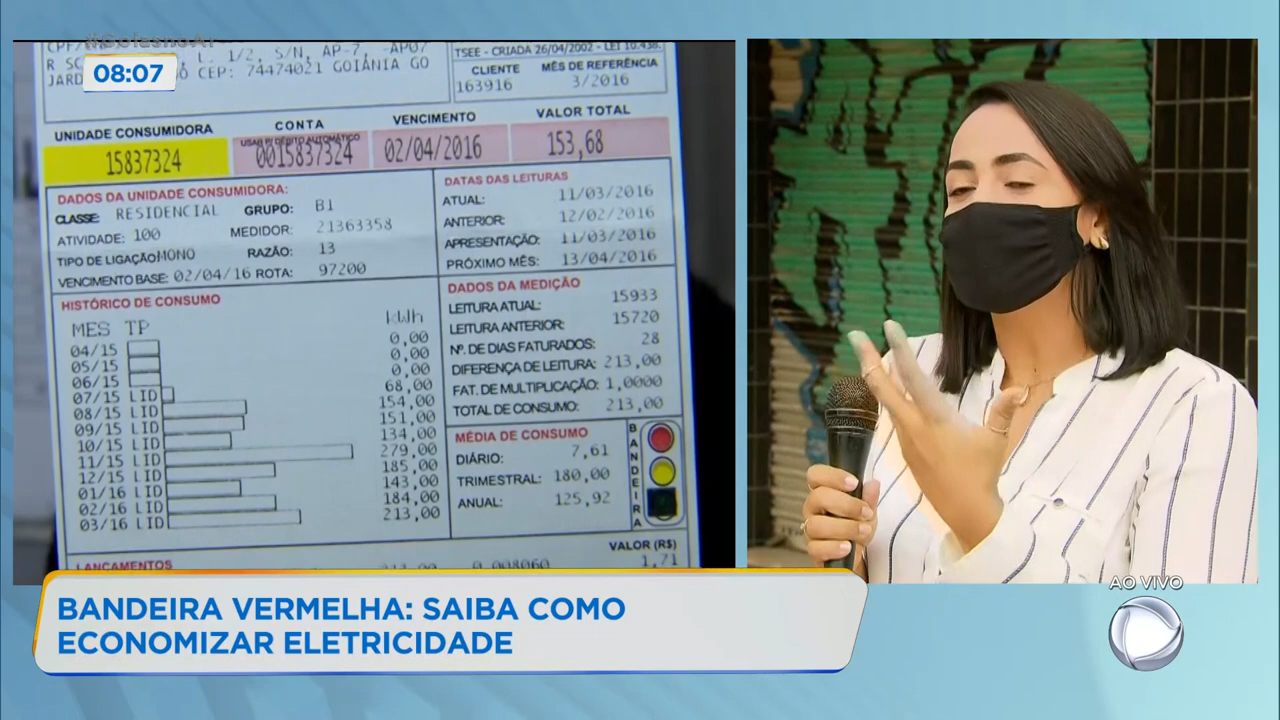 #GoiásnoAr
08:07
L. 1/2, S/N, AP-7, -AP07
CEP: 74474021 GOIÂNIA GO
TSEE - CRIADA 26/04/2002 - LEI 10.438
CLIENTE MÊS DE REFERÊNCIA
163916 3/2016
UNIDADE CONSUMIDORA CONTA VENCIMENTO VALOR TOTAL
USAR P/ DÉBITO AUTOMÁTICO
15837324 0015837324 02/04/2016 153,68
DADOS DA UNIDADE CONSUMIDORA:
CLASSE: RESIDENCIAL GRUPO: B1
ATIVIDADE: 100 MEDIDOR: 21363358
TIPO DE LIGAÇÃO: MONO RAZÃO: 13
VENCIMENTO BASE: 02/04/16 ROTA: 97200
DATAS DAS LEITURAS
ATUAL: 11/03/2016
ANTERIOR: 12/02/2016
APRESENTAÇÃO: 11/03/2016
PRÓXIMO MÊS: 13/04/2016
HISTÓRICO DE CONSUMO
MES TP kWh
04/15 0,00
05/15 0,00
06/15 0,00
07/15 LID 68,00
08/15 LID 154,00
09/15 LID 151,00
10/15 LID 134,00
11/15 LID 279,00
12/15 LID 185,00
01/16 LID 143,00
02/16 LID 184,00
03/16 LID 213,00
DADOS DA MEDIÇÃO
LEITURA ATUAL: 15933
LEITURA ANTERIOR: 15720
Nº. DE DIAS FATURADOS: 28
DIFERENÇA DE LEITURA: 213,00
FAT. DE MULTIPUCAÇÃO: 1,0000
TOTAL DE CONSUMO: 213,00
MÉDIA DE CONSUMO
DIÁRIO: 7,61
TRIMESTRAL: 180,00
ANUAL: 125,92
BANDEIRA
LANÇAMENTOS VALOR (R$)
213,00 0,008060 1,71
BANDEIRA VERMELHA: SAIBA COMO
ECONOMIZAR ELETRICIDADE
AO VIVO